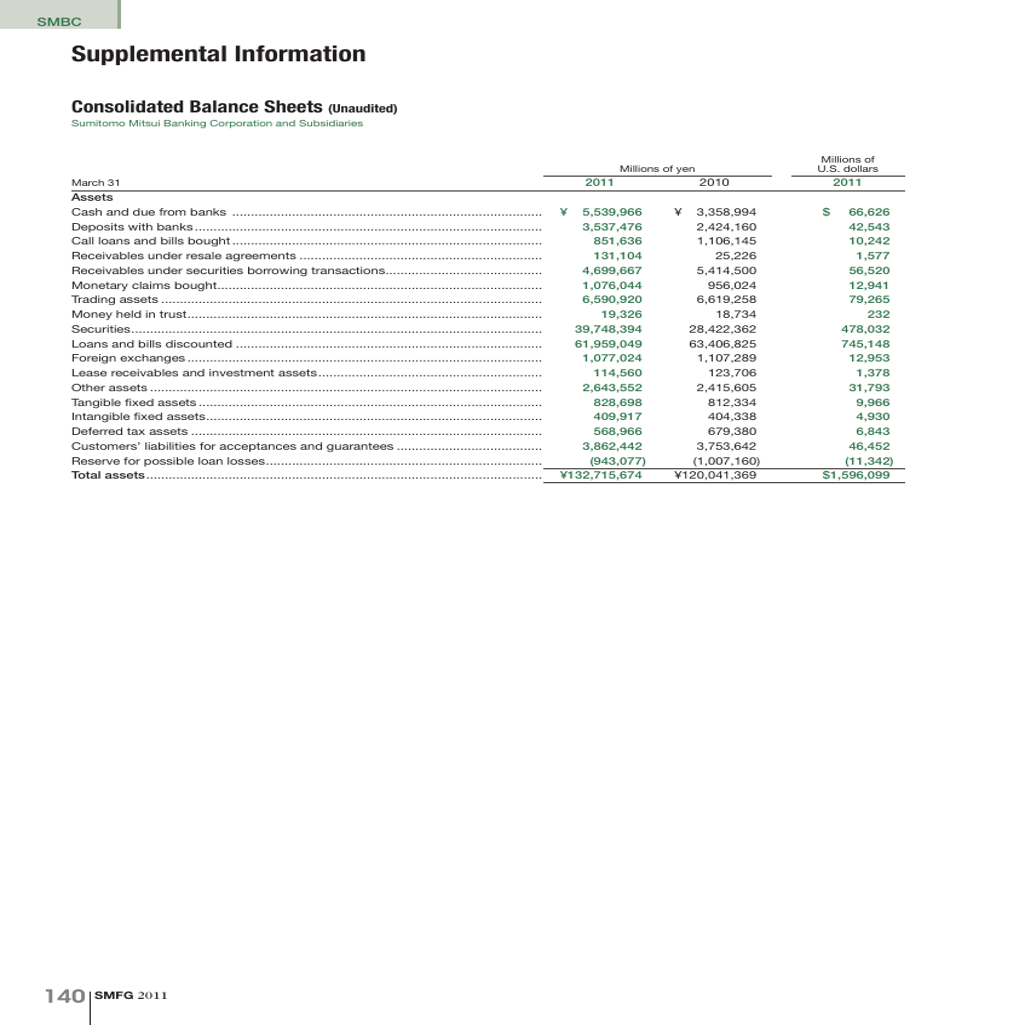 SMBC
Supplemental Information
Consolidated Balance Sheets (Unaudited)
Sumitomo Mitsui Banking Corporation and Subsidiaries
Millions of yen Millions of U.S. dollars
March 31 2011 2010 2011
Assets
Cash and due from banks ¥ 5,539,966 ¥ 3,358,994 $ 66,626
Deposits with banks 3,537,476 2,424,160 42,543
Call loans and bills bought 851,636 1,106,145 10,242
Receivables under resale agreements 131,104 25,226 1,577
Receivables under securities borrowing transactions 4,699,667 5,414,500 56,520
Monetary claims bought 1,076,044 956,024 12,941
Trading assets 6,590,920 6,619,258 79,265
Money held in trust 19,326 18,734 232
Securities 39,748,394 28,422,362 478,032
Loans and bills discounted 61,959,049 63,406,825 745,148
Foreign exchanges 1,077,024 1,107,289 12,953
Lease receivables and investment assets 114,560 123,706 1,378
Other assets 2,643,552 2,415,605 31,793
Tangible fixed assets 828,698 812,334 9,966
Intangible fixed assets 409,917 404,338 4,930
Deferred tax assets 568,966 679,380 6,843
Customers' liabilities for acceptances and guarantees 3,862,442 3,753,642 46,452
Reserve for possible loan losses (943,077) (1,007,160) (11,342)
Total assets ¥132,715,674 ¥120,041,369 $1,596,099
140 SMFG 2011